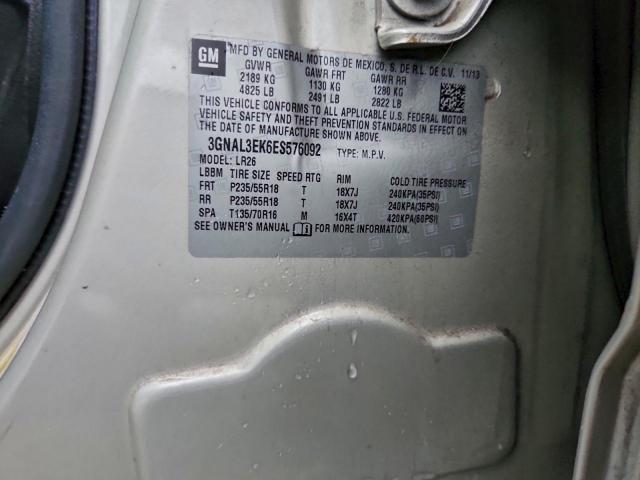 GM
MFD BY GENERAL MOTORS DE MEXICO, S. DE R.L. DE C.V. 11/13
GVWR GAWR FRT GAWR RR
2189 KG 1130 KG 1280 KG
4825 LB 2491 LB 2822 LB
THIS VEHICLE CONFORMS TO ALL APPLICABLE U.S. FEDERAL MOTOR
VEHICLE SAFETY AND THEFT PREVENTION STANDARDS IN EFFECT ON
THE DATE OF MANUFACTURE SHOWN ABOVE.
3GNAL3EK6ES576092 TYPE: M.P.V.
MODEL: LR26
LBBM TIRE SIZE SPEED RTG RIM COLD TIRE PRESSURE
FRT P235/55R18 T 18X7J 240KPA(35PSI)
RR P235/55R18 T 18X7J 240KPA(35PSI)
SPA T135/70R16 M 16X4T 420KPA(60PSI)
SEE OWNER'S MANUAL FOR MORE INFORMATION.